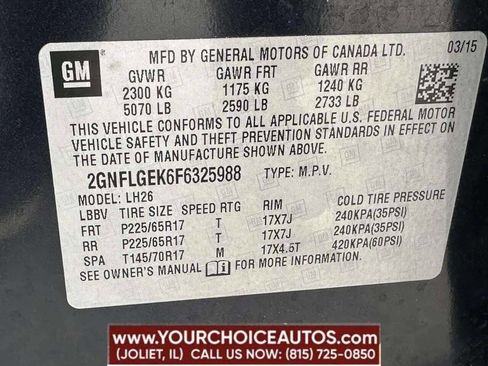 MFD BY GENERAL MOTORS OF CANADA LTD. 03/15
GM
GVWR GAWR FRT GAWR RR
2300 KG 1175 KG 1240 KG
5070 LB 2590 LB 2733 LB
THIS VEHICLE CONFORMS TO ALL APPLICABLE U.S. FEDERAL MOTOR
VEHICLE SAFETY AND THEFT PREVENTION STANDARDS IN EFFECT ON
THE DATE OF MANUFACTURE SHOWN ABOVE.
2GNFLGEK6F6325988 TYPE: M.P.V.
MODEL: LH26
LBBV TIRE SIZE SPEED RTG RIM COLD TIRE PRESSURE
FRT P225/65R17 T 17X7J 240KPA(35PSI)
RR P225/65R17 T 17X7J 240KPA(35PSI)
SPA T145/70R17 M 17X4.5T 420KPA(60PSI)
SEE OWNER'S MANUAL FOR MORE INFORMATION.
WWW.YOURCHOICEAUTOS.COM
(JOLIET, IL) CALL US NOW: (815) 725-0850